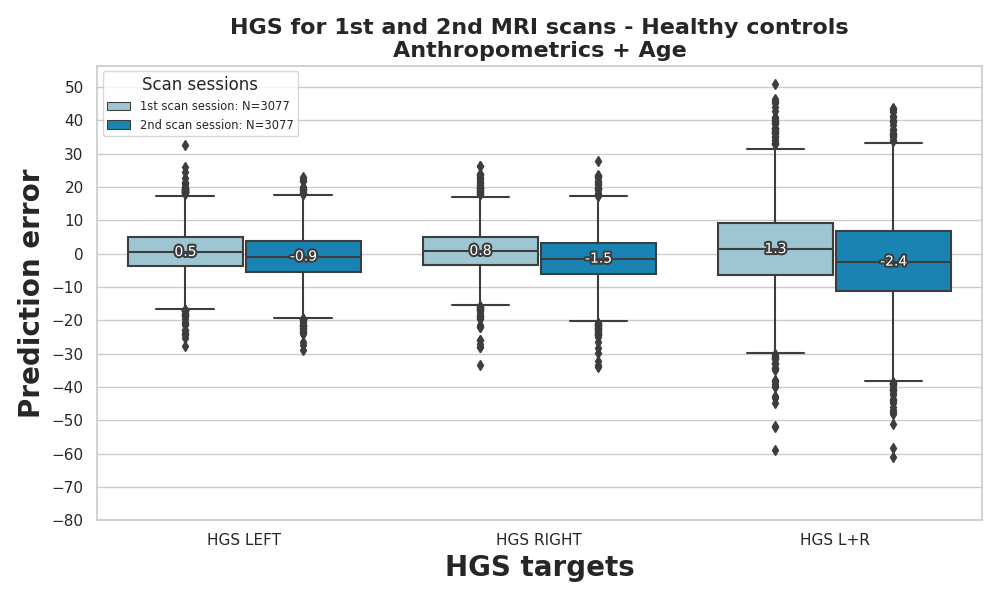 HGS for 1st and 2nd MRI scans - Healthy controls
Anthropometrics + Age
Scan sessions
1st scan session: N=3077
2nd scan session: N=3077
Prediction error
50
40
30
20
10
0
−10
−20
−30
−40
−50
−60
−70
−80
0.5
-0.9
0.8
-1.5
1.3
-2.4
HGS LEFT
HGS RIGHT
HGS L+R
HGS targets